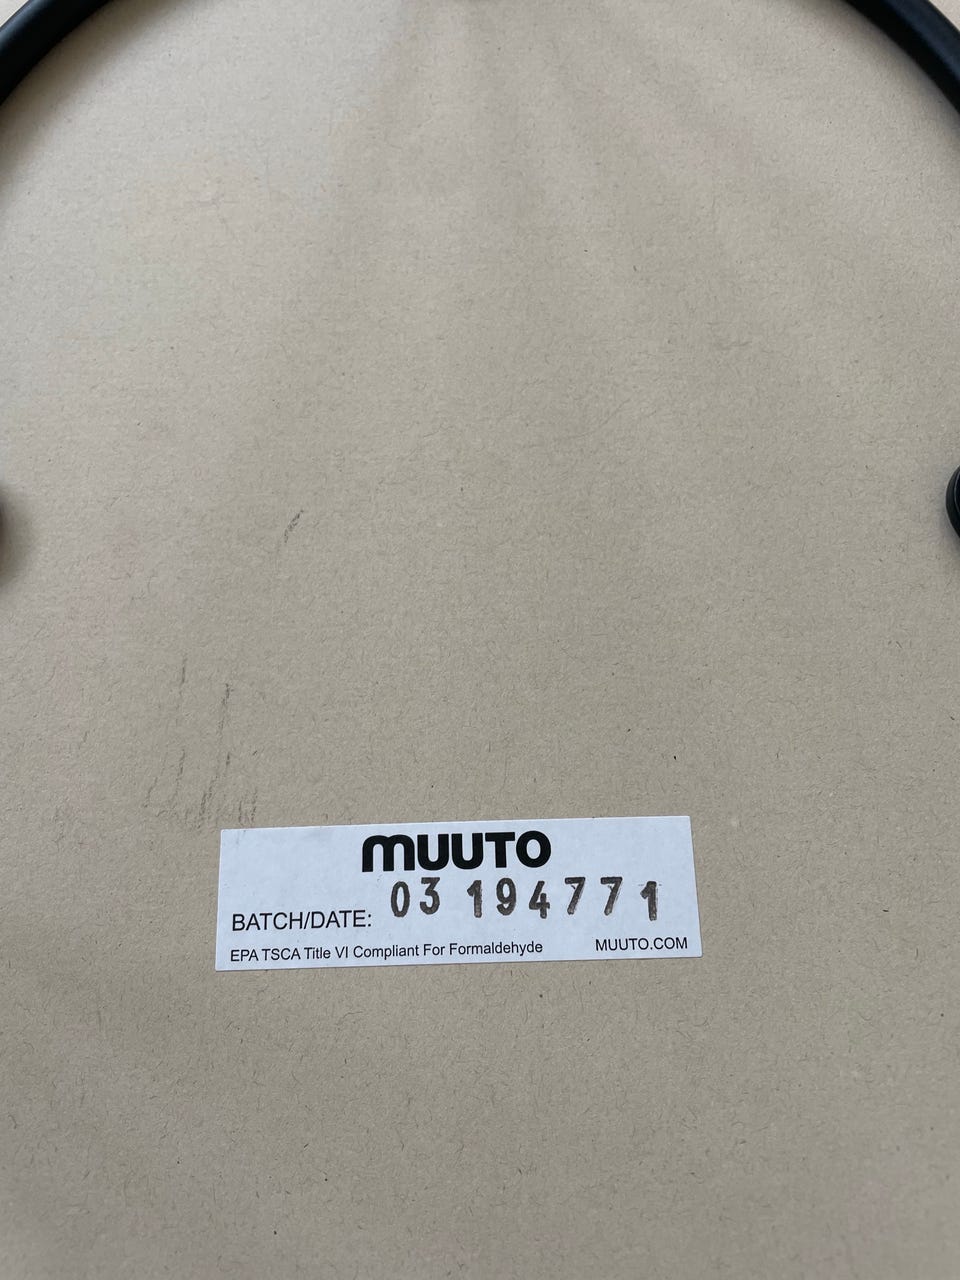 MUUTO
BATCH/DATE: 03 194771
EPA TSCA Title VI Compliant For Formaldehyde MUUTO.COM